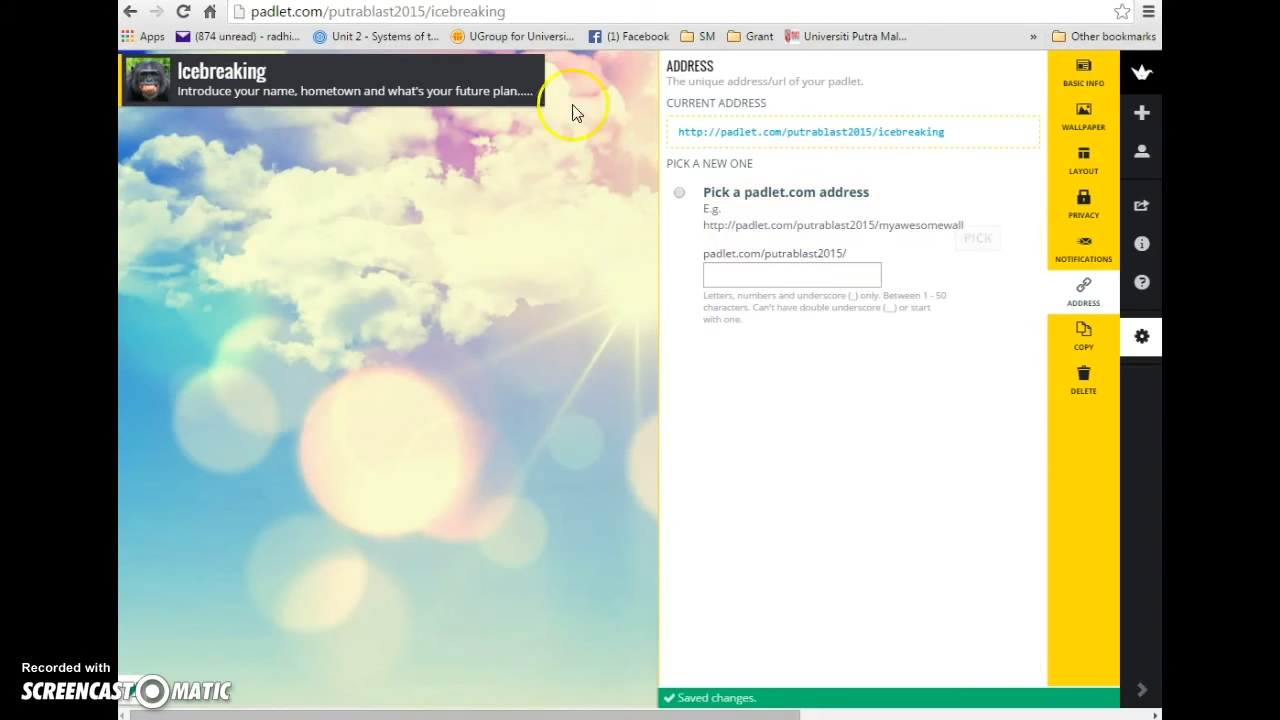 padlet.com/putrablast2015/icebreaking
Apps (874 unread) - radhi... Unit 2 - Systems of t... UGroup for Universi... (1) Facebook SM Grant Universiti Putra Mal... » Other bookmarks
Icebreaking
Introduce your name, hometown and what's your future plan.....
ADDRESS
The unique address/url of your padlet.
CURRENT ADDRESS
http://padlet.com/putrablast2015/icebreaking
PICK A NEW ONE
Pick a padlet.com address
E.g.
http://padlet.com/putrablast2015/myawesomewall
PICK
padlet.com/putrablast2015/
Letters, numbers and underscore (_) only. Between 1 - 50
characters. Can't have double underscore (__) or start
with one.
BASIC INFO
WALLPAPER
LAYOUT
PRIVACY
NOTIFICATIONS
ADDRESS
COPY
DELETE
Saved changes.
Recorded with
SCREENCAST-O-MATIC